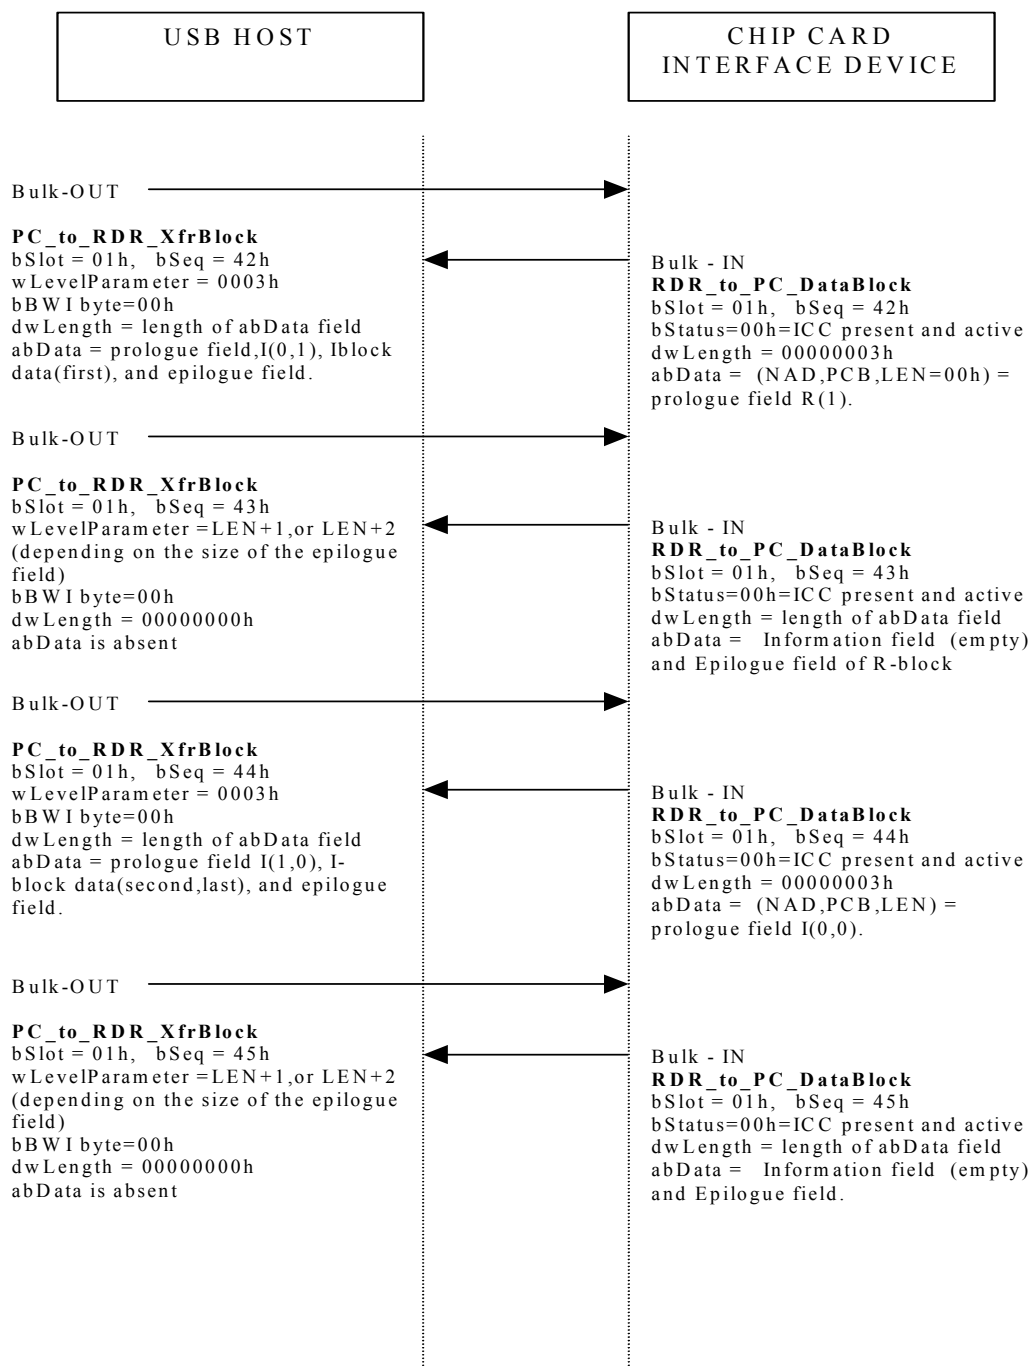 USB HOST
CHIP CARD
INTERFACE DEVICE
Bulk-OUT
PC_to_RDR_XfrBlock
bSlot = 01h, bSeq = 42h
wLevelParameter = 0003h
bBWI byte=00h
dwLength = length of abData field
abData = prologue field,I(0,1), Iblock
data(first), and epilogue field.
Bulk - IN
RDR_to_PC_DataBlock
bSlot = 01h, bSeq = 42h
bStatus=00h=ICC present and active
dwLength = 00000003h
abData = (NAD,PCB,LEN=00h) =
prologue field R(1).
Bulk-OUT
PC_to_RDR_XfrBlock
bSlot = 01h, bSeq = 43h
wLevelParameter =LEN+1,or LEN+2
(depending on the size of the epilogue
field)
bBWI byte=00h
dwLength = 00000000h
abData is absent
Bulk - IN
RDR_to_PC_DataBlock
bSlot = 01h, bSeq = 43h
bStatus=00h=ICC present and active
dwLength = length of abData field
abData = Information field (empty)
and Epilogue field of R-block
Bulk-OUT
PC_to_RDR_XfrBlock
bSlot = 01h, bSeq = 44h
wLevelParameter = 0003h
bBWI byte=00h
dwLength = length of abData field
abData = prologue field I(1,0), I-
block data(second,last), and epilogue
field.
Bulk - IN
RDR_to_PC_DataBlock
bSlot = 01h, bSeq = 44h
bStatus=00h=ICC present and active
dwLength = 00000003h
abData = (NAD,PCB,LEN) =
prologue field I(0,0).
Bulk-OUT
PC_to_RDR_XfrBlock
bSlot = 01h, bSeq = 45h
wLevelParameter =LEN+1,or LEN+2
(depending on the size of the epilogue
field)
bBWI byte=00h
dwLength = 00000000h
abData is absent
Bulk - IN
RDR_to_PC_DataBlock
bSlot = 01h, bSeq = 45h
bStatus=00h=ICC present and active
dwLength = length of abData field
abData = Information field (empty)
and Epilogue field.